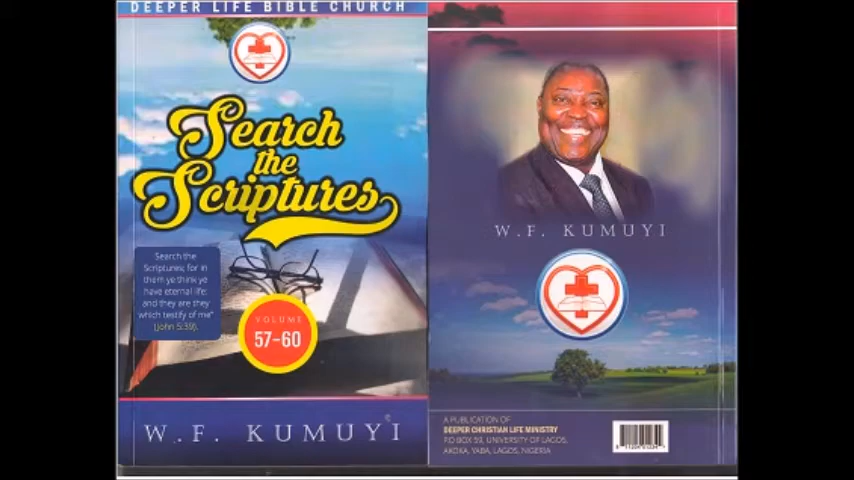 DEEPER LIFE BIBLE CHURCH
Search
the
Scriptures
Search the
Scriptures; for in
them ye think ye
have eternal life:
and they are they
which testify of me"
(John 5:39).
VOLUME
57-60
W.F. KUMUYI
W.F. KUMUYI
A PUBLICATION OF
DEEPER CHRISTIAN LIFE MINISTRY
P.O BOX 59, UNIVERSITY OF LAGOS,
AKOKA, YABA, LAGOS, NIGERIA